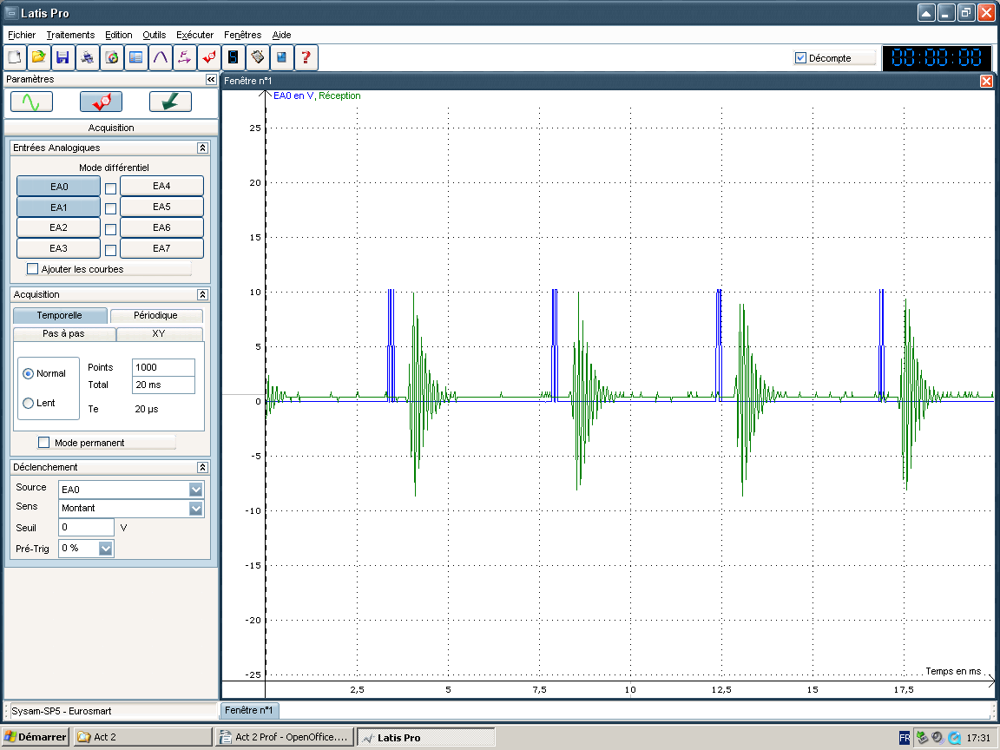 Latis Pro
Fichier Traitements Edition Outils Exécuter Fenêtres Aide
Décompte 00:00:00
Paramètres
Fenêtre n°1
EA0 en V, Réception
Acquisition
Entrées Analogiques
Mode différentiel
EA0 EA4
EA1 EA5
EA2 EA6
EA3 EA7
Ajouter les courbes
Acquisition
Temporelle Périodique
Pas à pas XY
Normal
Lent
Points 1000
Total 20 ms
Te 20 µs
Mode permanent
Déclenchement
Source EA0
Sens Montant
Seuil 0 V
Pré-Trig 0 %
25
20
15
10
5
0
-5
-10
-15
-20
-25
Temps en ms
2,5 5 7,5 10 12,5 15 17,5
Sysam-SP5 - Eurosmart
Fenêtre n°1
Démarrer Act 2 Act 2 Prof - OpenOffice.... Latis Pro FR 17:31